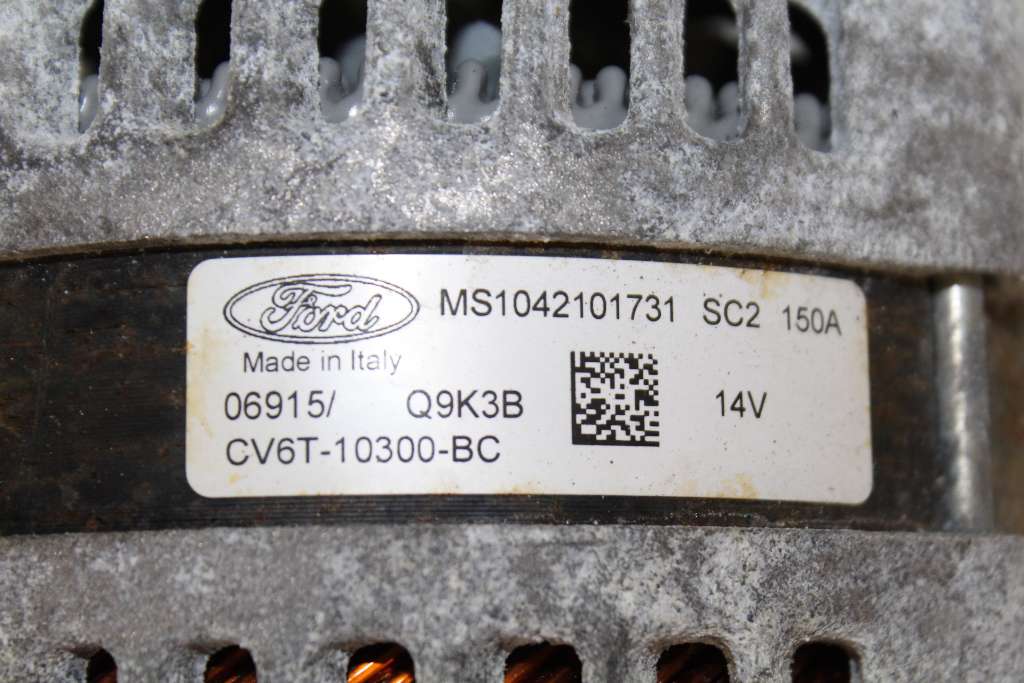 Ford MS1042101731 SC2 150A
Made in Italy
06915/ Q9K3B 14V
CV6T-10300-BC